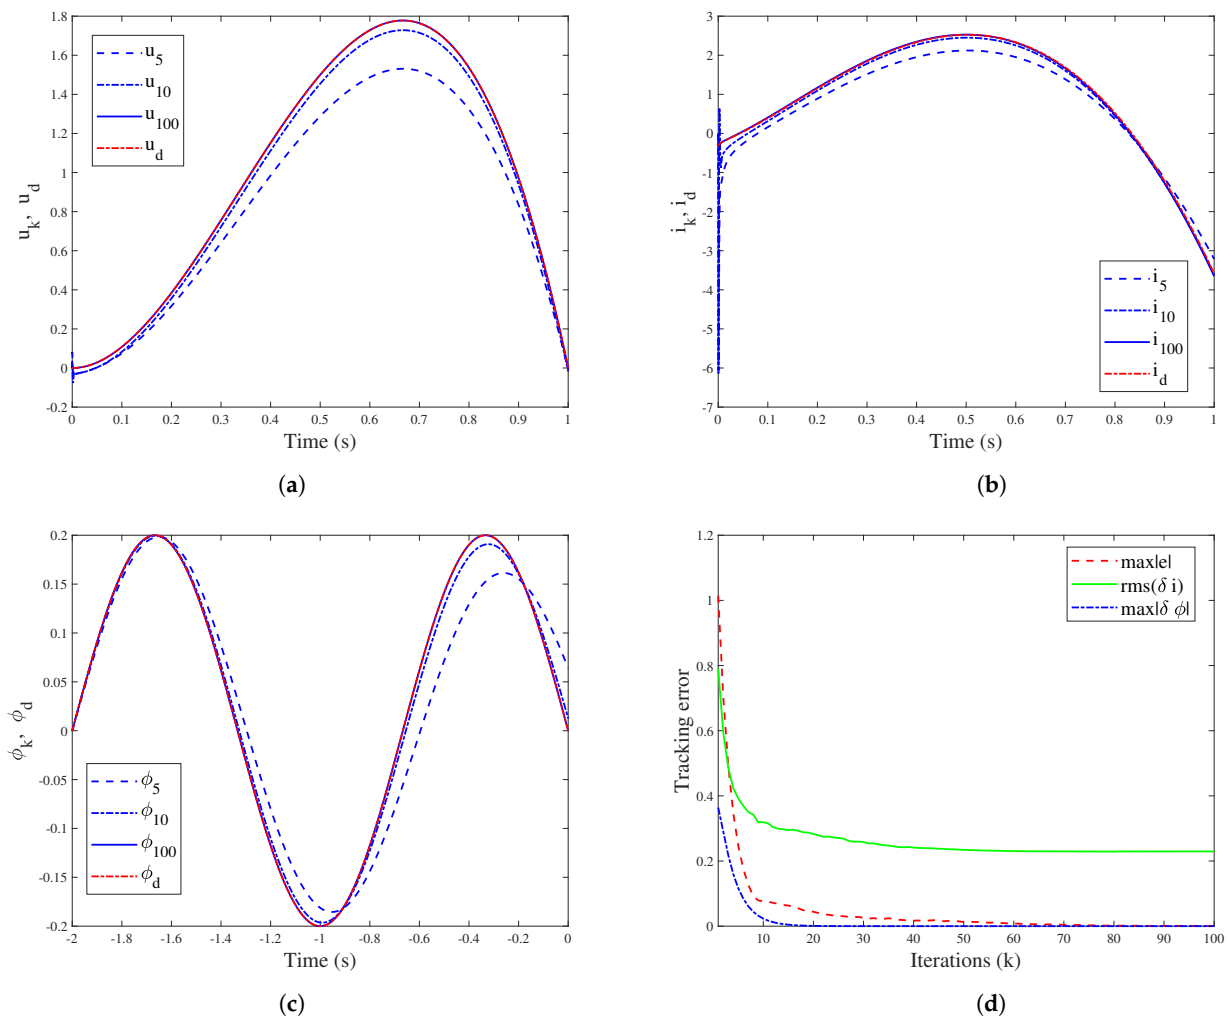 1.8
1.6
1.4
1.2
1
0.8
0.6
0.4
0.2
0
-0.2
u_k, u_d
u_5
u_10
u_100
u_d
0 0.1 0.2 0.3 0.4 0.5 0.6 0.7 0.8 0.9 1
Time (s)
(a)
3
2
1
0
-1
-2
-3
-4
-5
-6
-7
i_k, i_d
i_5
i_10
i_100
i_d
0 0.1 0.2 0.3 0.4 0.5 0.6 0.7 0.8 0.9 1
Time (s)
(b)
0.2
0.15
0.1
0.05
0
-0.05
-0.1
-0.15
-0.2
ϕ_k, ϕ_d
ϕ_5
ϕ_10
ϕ_100
ϕ_d
-2 -1.8 -1.6 -1.4 -1.2 -1 -0.8 -0.6 -0.4 -0.2 0
Time (s)
(c)
1.2
1
0.8
0.6
0.4
0.2
0
Tracking error
max|e|
rms(δ i)
max|δ ϕ|
10 20 30 40 50 60 70 80 90 100
Iterations (k)
(d)